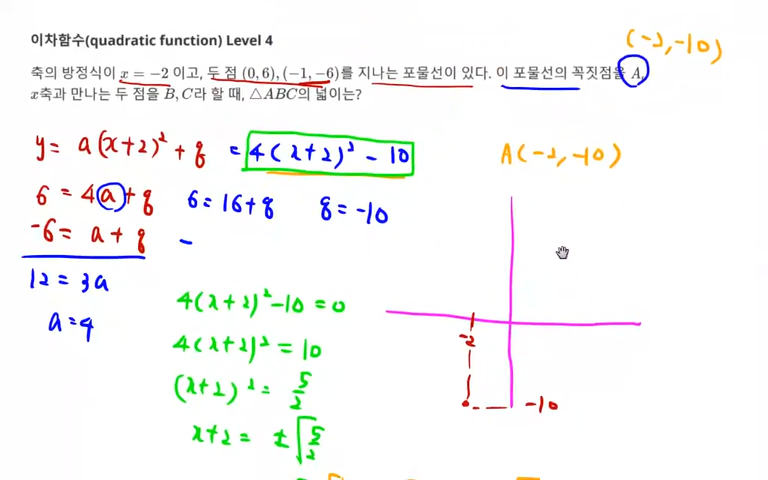 이차함수(quadratic function) Level 4
(-2, -10)
축의 방정식이 x = −2 이고, 두 점 (0, 6), (−1, −6)를 지나는 포물선이 있다. 이 포물선의 꼭짓점을 A,
x축과 만나는 두 점을 B, C라 할 때, △ABC의 넓이는?
y = a(x+2)² + q = 4(x+2)² - 10
A(-2, -10)
6 = 4a + q 6 = 16 + q q = -10
-6 = a + q -
12 = 3a
a = 4
4(x+2)² - 10 = 0
4(x+2)² = 10
(x+2)² = 5/2
x+2 = ±√5/2
-2
-10